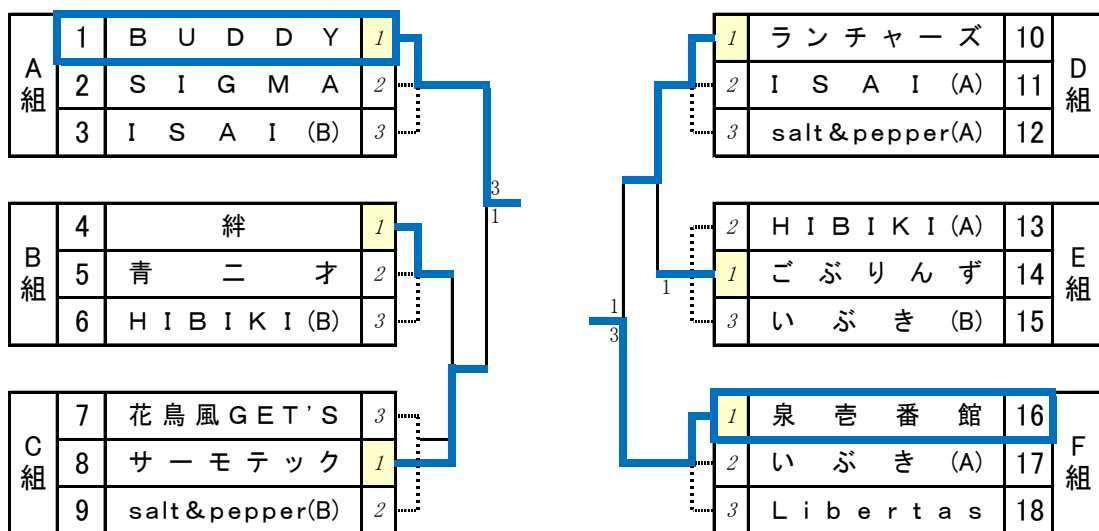 A組
1 BUDDY 1
2 SIGMA 2
3 ISAI(B) 3
3
1
B組
4 絆 1
5 青二才 2
6 HIBIKI(B) 3
C組
7 花鳥風GET'S 3
8 サーモテック 1
9 salt&pepper(B) 2
1 ランチャーズ 10
2 ISAI(A) 11
3 salt&pepper(A) 12
D組
2 HIBIKI(A) 13
1 ごぶりんず 14
3 いぶき(B) 15
E組
1
1
3
1 泉壱番館 16
2 いぶき(A) 17
3 Libertas 18
F組